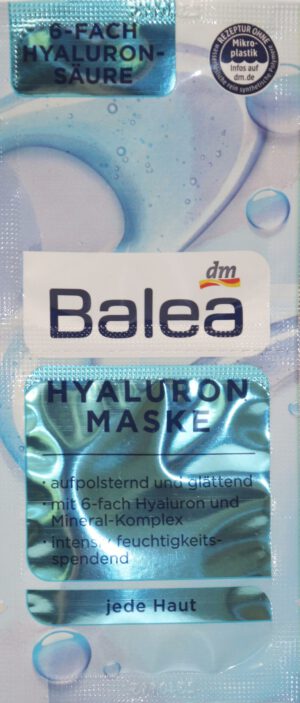 6-FACH
HYALURON-
SÄURE
REZEPTUR OHNE
Mikro-
plastik
Infos auf
dm.de
dm
Balea
HYALURON
MASKE
• aufpolsternd und glättend
• mit 6-fach Hyaluron und
Mineral-Komplex
• intensiv feuchtigkeits-
spendend
jede Haut